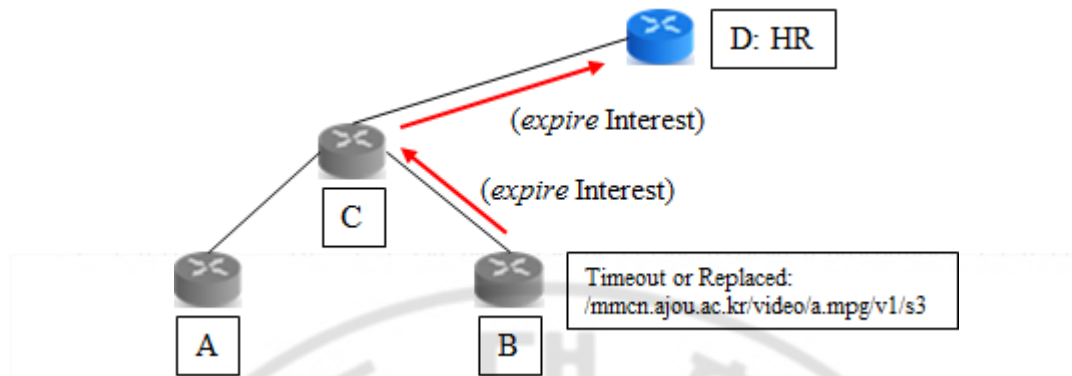 D: HR
(expire Interest)
C
(expire Interest)
Timeout or Replaced:
/mmcn.ajou.ac.kr/video/a.mpg/v1/s3
A
B